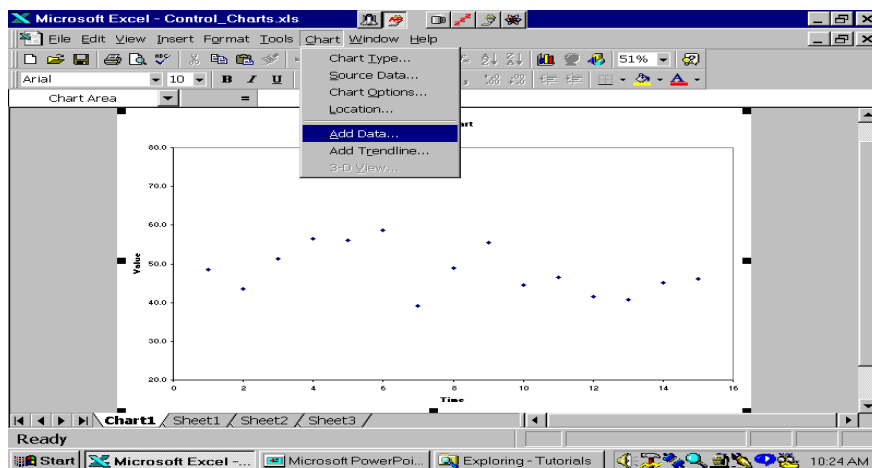 Microsoft Excel - Control_Charts.xls
File Edit View Insert Format Tools Chart Window Help
51%
Arial 10 B I U
Chart Area =
Chart Type...
Source Data...
Chart Options...
Location...
Add Data...
Add Trendline...
3-D View...
80.0
70.0
60.0
50.0
40.0
30.0
20.0
Value
0 2 4 6 8 10 12 14 16
Time
Chart1 Sheet1 Sheet2 Sheet3
Ready
Start Microsoft Excel -... Microsoft PowerPoi... Exploring - Tutorials 10:24 AM